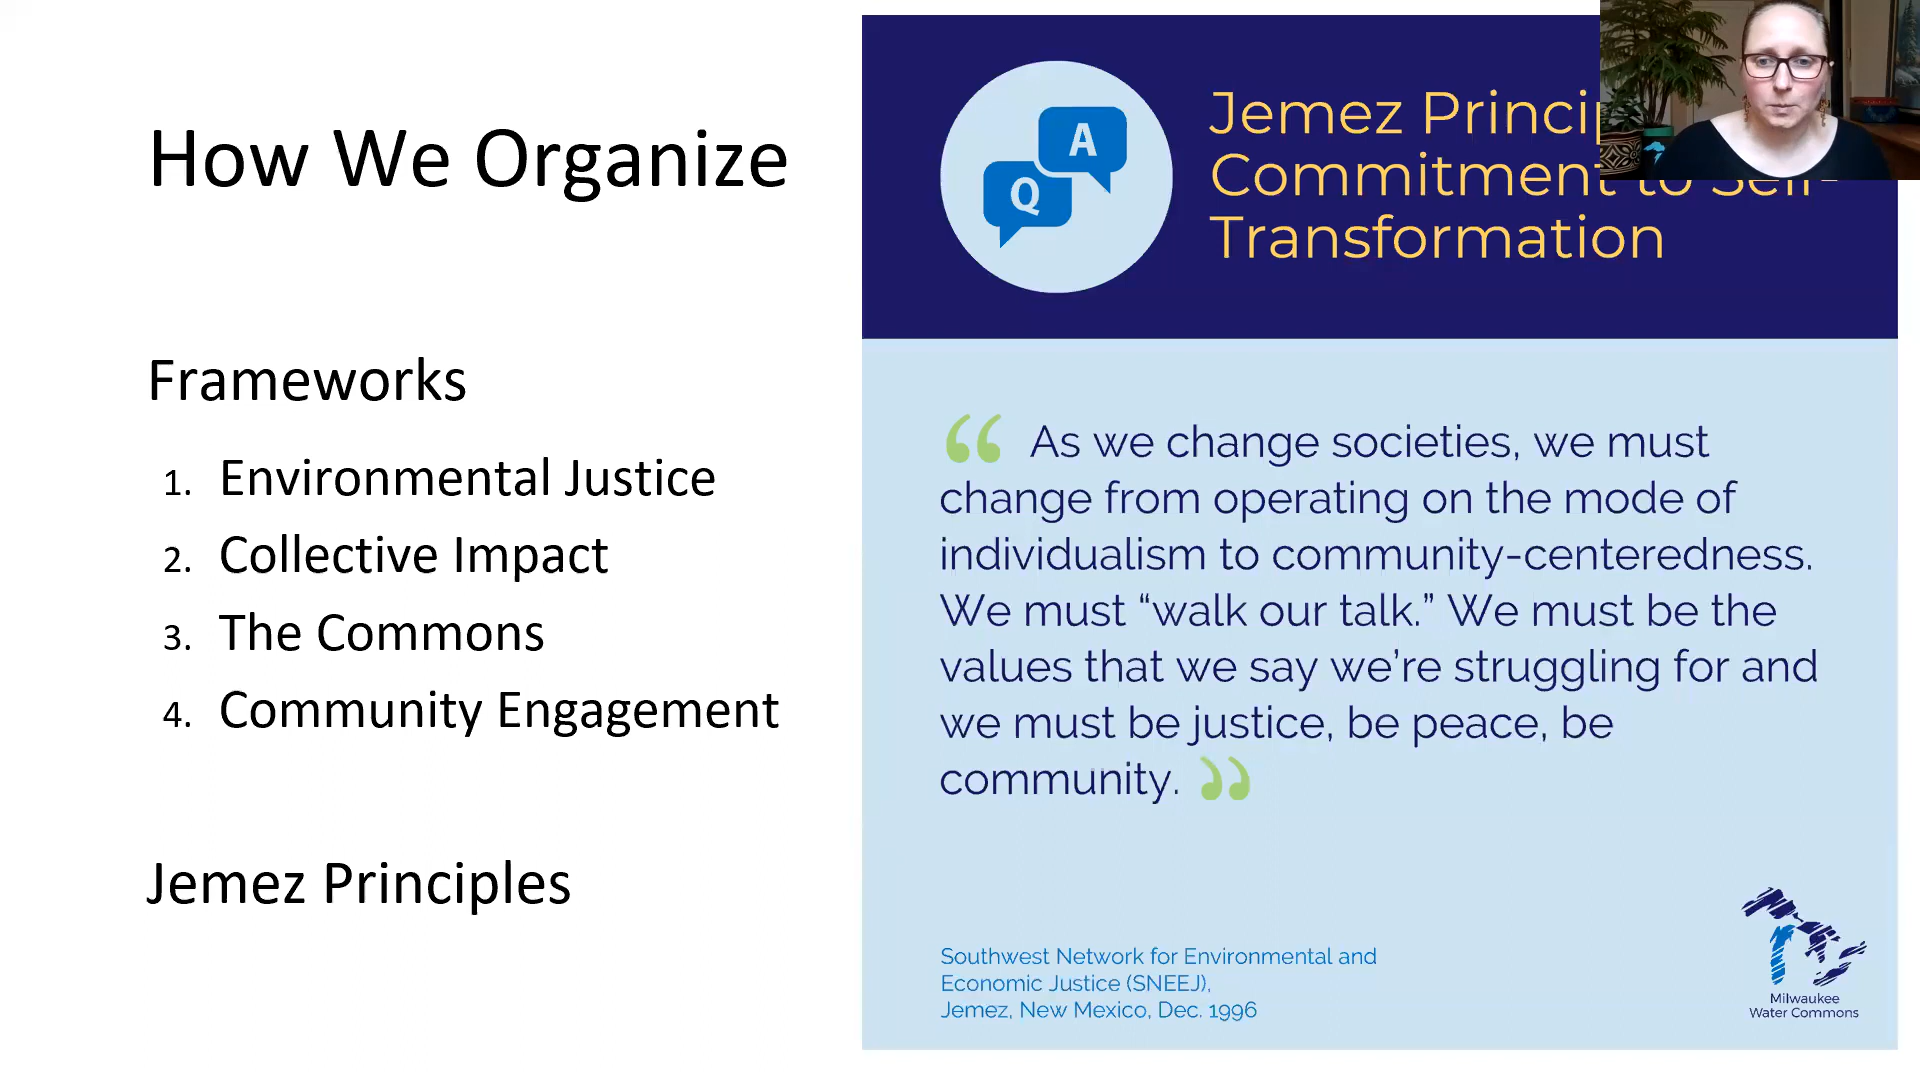 How We Organize
Frameworks
1. Environmental Justice
2. Collective Impact
3. The Commons
4. Community Engagement
Jemez Principles
A
Q
Jemez
Commitment to Self-
Transformation
“ As we change societies, we must
change from operating on the mode of
individualism to community-centeredness.
We must “walk our talk.” We must be the
values that we say we’re struggling for and
we must be justice, be peace, be
community. ”
Southwest Network for Environmental and
Economic Justice (SNEEJ),
Jemez, New Mexico, Dec. 1996
Milwaukee
Water Commons